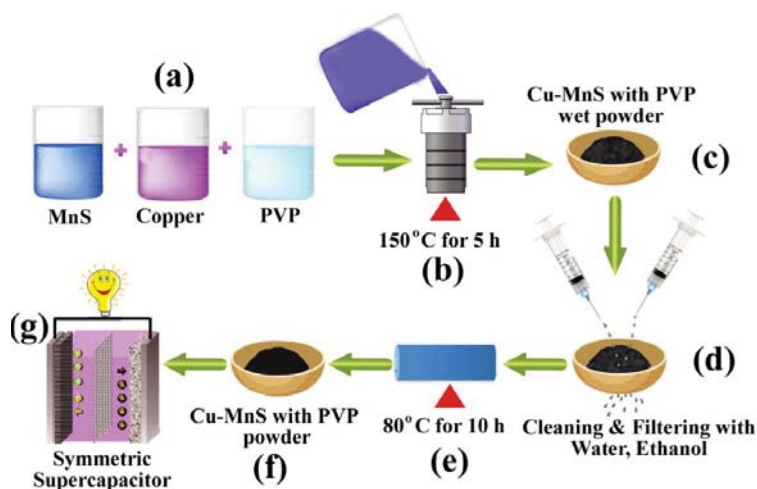 (a)
MnS
+
Copper
+
PVP
150°C for 5 h
(b)
Cu-MnS with PVP
wet powder
(c)
(d)
Cleaning & Filtering with
Water, Ethanol
80°C for 10 h
(e)
Cu-MnS with PVP
powder
(f)
(g)
Symmetric
Supercapacitor